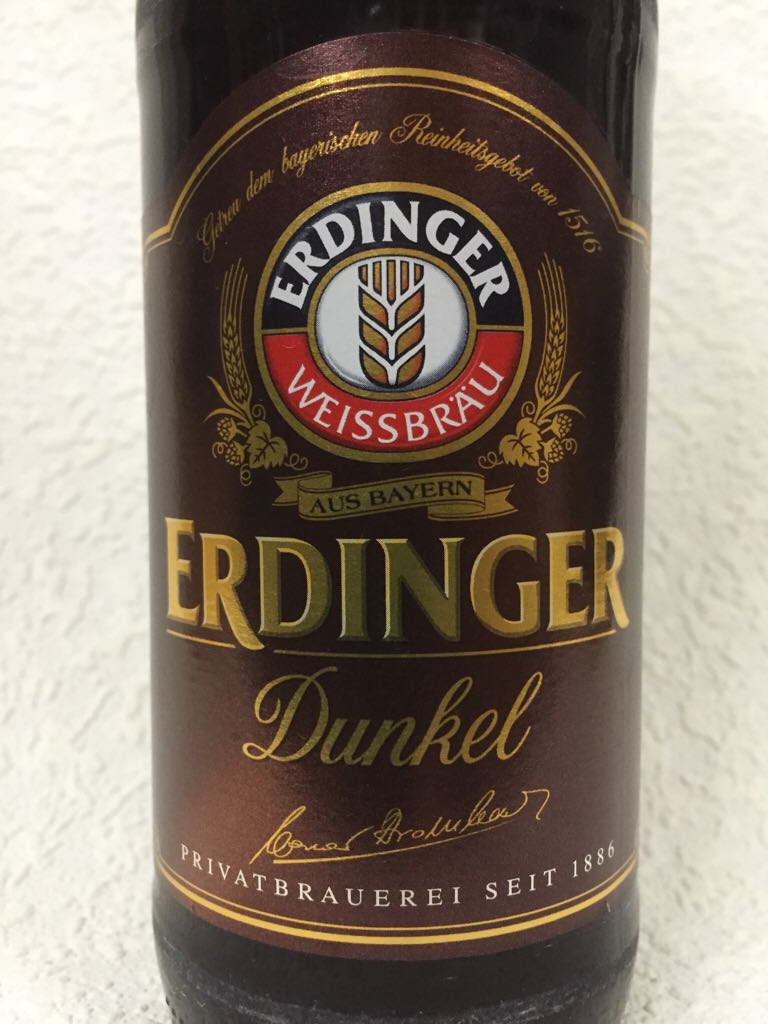 Getreu dem bayerischen Reinheitsgebot von 1516
ERDINGER
WEISSBRÄU
AUS BAYERN
ERDINGER
Dunkel
PRIVATBRAUEREI SEIT 1886